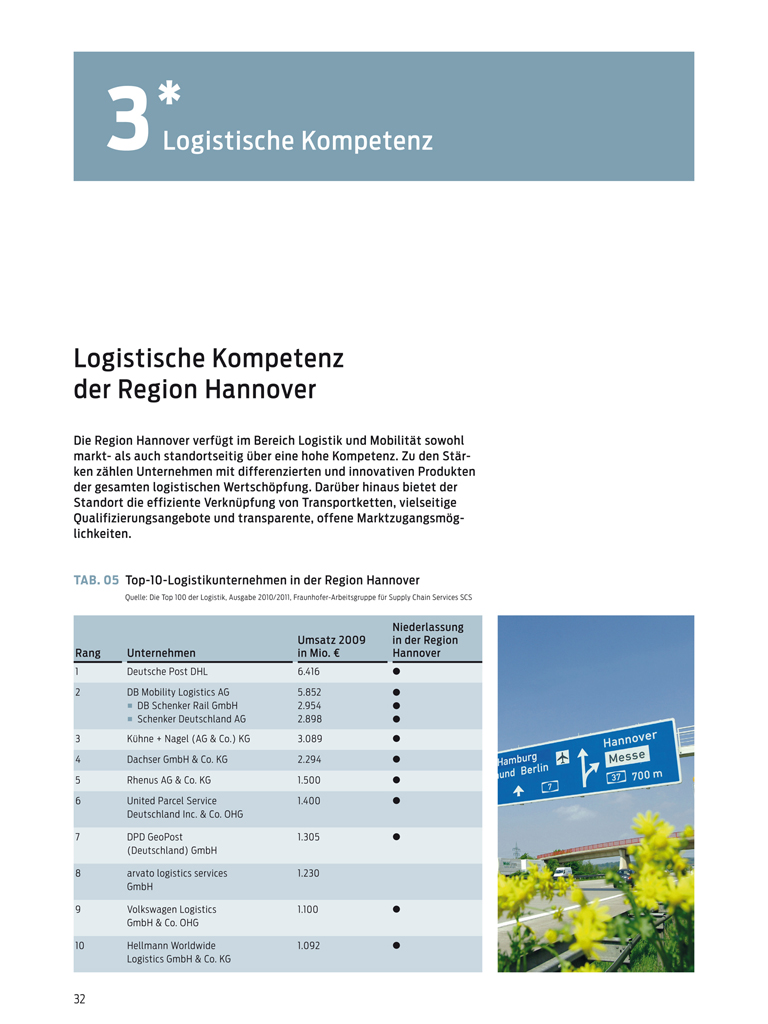 3*
Logistische Kompetenz
Logistische Kompetenz
der Region Hannover
Die Region Hannover verfügt im Bereich Logistik und Mobilität sowohl
markt- als auch standortseitig über eine hohe Kompetenz. Zu den Stär-
ken zählen Unternehmen mit differenzierten und innovativen Produkten
der gesamten logistischen Wertschöpfung. Darüber hinaus bietet der
Standort die effiziente Verknüpfung von Transportketten, vielseitige
Qualifizierungsangebote und transparente, offene Marktzugangsmög-
lichkeiten.
TAB. 05 Top-10-Logistikunternehmen in der Region Hannover
Quelle: Die Top 100 der Logistik, Ausgabe 2010/2011, Fraunhofer-Arbeitsgruppe für Supply Chain Services SCS
Niederlassung
Umsatz 2009 in der Region
Rang Unternehmen in Mio. € Hannover
1 Deutsche Post DHL 6.416 ●
2 DB Mobility Logistics AG 5.852 ●
▪ DB Schenker Rail GmbH 2.954 ●
▪ Schenker Deutschland AG 2.898 ●
3 Kühne + Nagel (AG & Co.) KG 3.089 ●
4 Dachser GmbH & Co. KG 2.294 ●
5 Rhenus AG & Co. KG 1.500 ●
6 United Parcel Service 1.400 ●
Deutschland Inc. & Co. OHG
7 DPD GeoPost 1.305 ●
(Deutschland) GmbH
8 arvato logistics services 1.230
GmbH
9 Volkswagen Logistics 1.100 ●
GmbH & Co. OHG
10 Hellmann Worldwide 1.092 ●
Logistics GmbH & Co. KG
Hamburg
und Berlin
7
Hannover
Messe
37 700 m
32